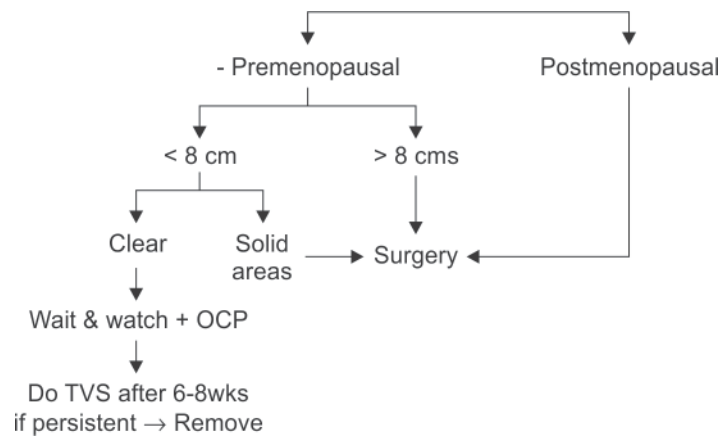 - Premenopausal
Postmenopausal
< 8 cm
> 8 cms
Clear
Solid
areas
Surgery
Wait & watch + OCP
Do TVS after 6-8wks
if persistent → Remove